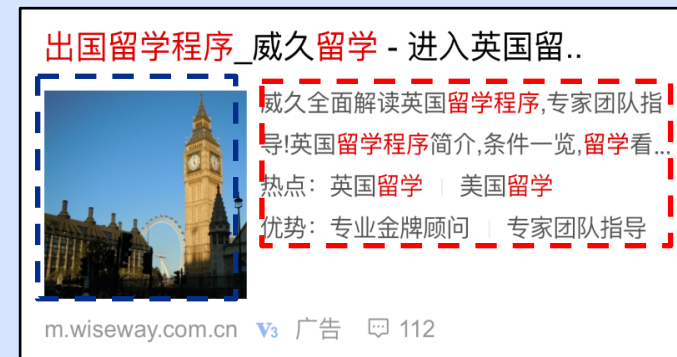 出国留学程序_威久留学 - 进入英国留..
威久全面解读英国留学程序,专家团队指
导!英国留学程序简介,条件一览,留学看...
热点：英国留学 | 美国留学
优势：专业金牌顾问 | 专家团队指导
m.wiseway.com.cn V3 广告 112